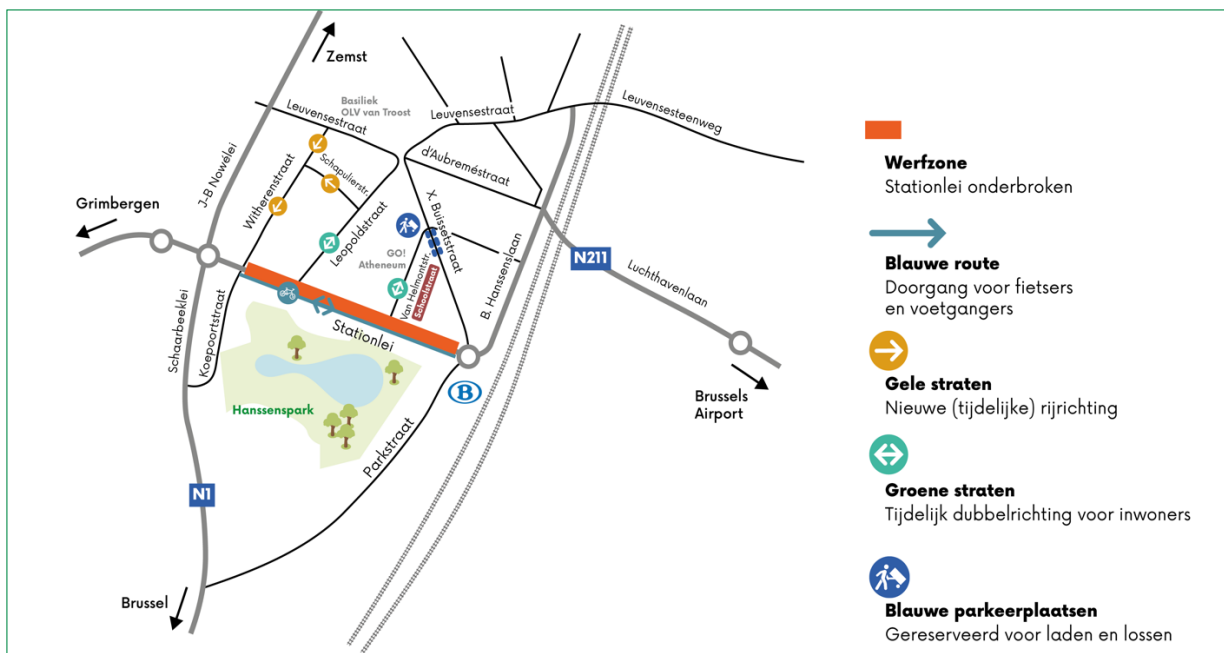 Zemst
Basiliek
OLV van Troost
Leuvensestraat
Leuvensestraat
Leuvensesteenweg
J-B Nowélei
Witherenstraat
Schapulierstr.
d'Aubreméstraat
Grimbergen
Leopoldstraat
X. Buissetstraat
GO!
Atheneum
Van Helmontstr.
Schoolstraat
B. Hanssenslaan
N211
Luchthavenlaan
Schaarbeeklei
Koepoortstraat
Stationlei
B
Brussels
Airport
Hanssenspark
Parkstraat
N1
Brussel
Werfzone
Stationlei onderbroken
Blauwe route
Doorgang voor fietsers
en voetgangers
Gele straten
Nieuwe (tijdelijke) rijrichting
Groene straten
Tijdelijk dubbelrichting voor inwoners
Blauwe parkeerplaatsen
Gereserveerd voor laden en lossen